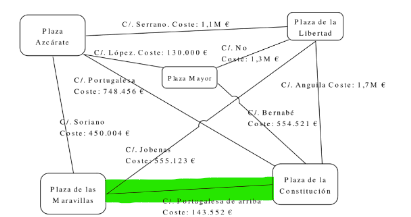 C/. Serrano. Coste: 1,1M €
Plaza
Azcárate
Plaza de la
Libertad
C/. López. Coste: 130.000 €
C/. No
Coste: 1,3M €
Plaza Mayor
C/. Portugalesa
Coste: 748.456 €
C/. Anguila Coste: 1,7M €
C/. Soriano
Coste: 450.004 €
C/. Bernabé
Coste: 554.521 €
C/. Jobenas
Coste: 555.123 €
Plaza de las
Maravillas
Plaza de la
Constitución
C/. Portogalesa de arriba
Coste: 143.552 €